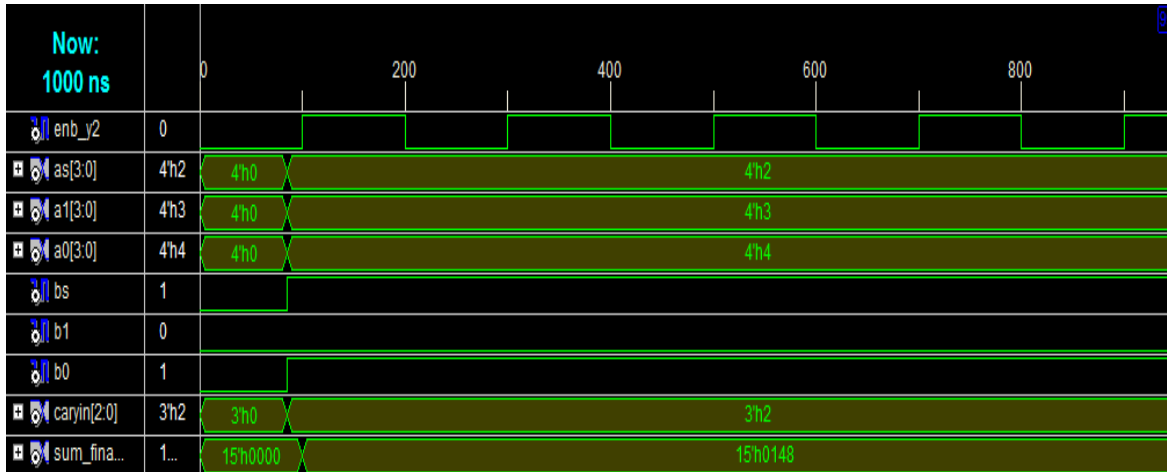 Now:
1000 ns
0 200 400 600 800
enb_y2 0
as[3:0] 4'h2 4'h0 4'h2
a1[3:0] 4'h3 4'h0 4'h3
a0[3:0] 4'h4 4'h0 4'h4
bs 1
b1 0
b0 1
caryin[2:0] 3'h2 3'h0 3'h2
sum_fina... 1... 15'h0000 15'h0148